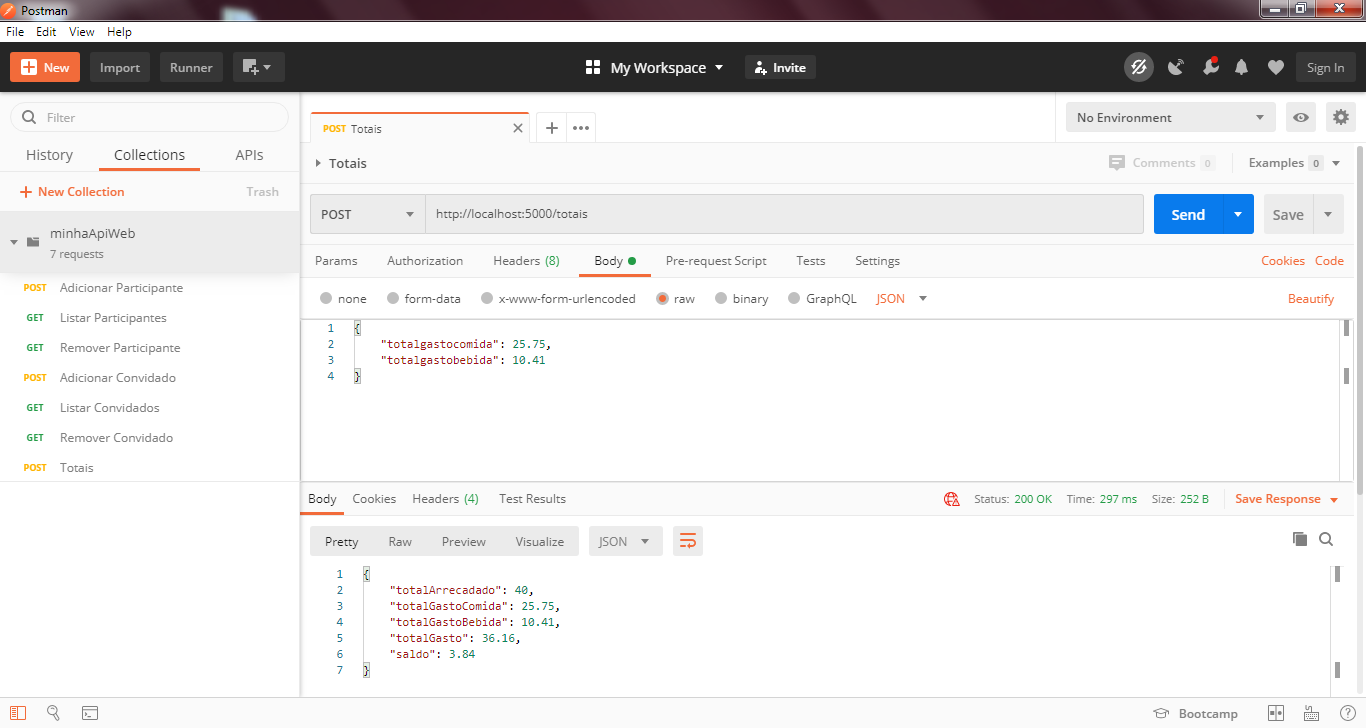 Postman
File Edit View Help
New Import Runner My Workspace Invite Sign In
Filter
History Collections APIs
New Collection Trash
minhaApiWeb
7 requests
POST Adicionar Participante
GET Listar Participantes
GET Remover Participante
POST Adicionar Convidado
GET Listar Convidados
GET Remover Convidado
POST Totais
POST Totais
No Environment
Totais Comments 0 Examples 0
POST http://localhost:5000/totais Send Save
Params Authorization Headers (8) Body Pre-request Script Tests Settings Cookies Code
none form-data x-www-form-urlencoded raw binary GraphQL JSON Beautify
1 {
2 "totalgastocomida": 25.75,
3 "totalgastobebida": 10.41
4 }
Body Cookies Headers (4) Test Results Status: 200 OK Time: 297 ms Size: 252 B Save Response
Pretty Raw Preview Visualize JSON
1 {
2 "totalArrecadado": 40,
3 "totalGastoComida": 25.75,
4 "totalGastoBebida": 10.41,
5 "totalGasto": 36.16,
6 "saldo": 3.84
7 }
Bootcamp